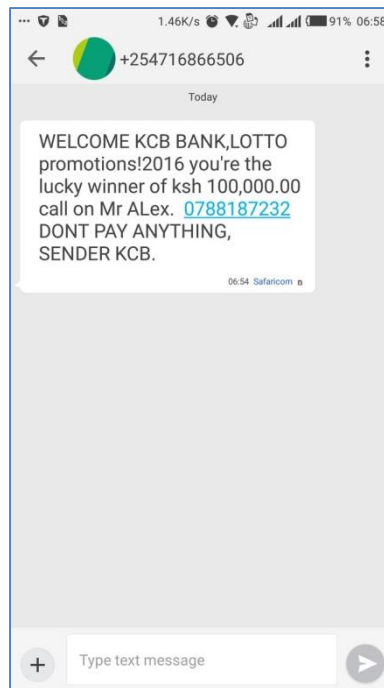 ... 1.46K/s 91% 06:58
+254716866506
Today
WELCOME KCB BANK,LOTTO
promotions!2016 you're the
lucky winner of ksh 100,000.00
call on Mr ALex. 0788187232
DONT PAY ANYTHING,
SENDER KCB.
06:54 Safaricom
Type text message